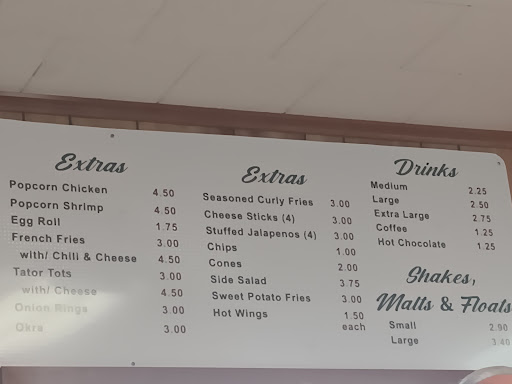 Extras
Popcorn Chicken 4.50
Popcorn Shrimp 4.50
Egg Roll 1.75
French Fries 3.00
with/ Chili & Cheese 4.50
Tator Tots 3.00
with/ Cheese 4.50
Onion Rings 3.00
Okra 3.00
Extras
Seasoned Curly Fries 3.00
Cheese Sticks (4) 3.00
Stuffed Jalapenos (4) 3.00
Chips 1.00
Cones 2.00
Side Salad 3.75
Sweet Potato Fries 3.00
Hot Wings 1.50
each
Drinks
Medium 2.25
Large 2.50
Extra Large 2.75
Coffee 1.25
Hot Chocolate 1.25
Shakes,
Malts & Floats
Small 2.90
Large 3.40